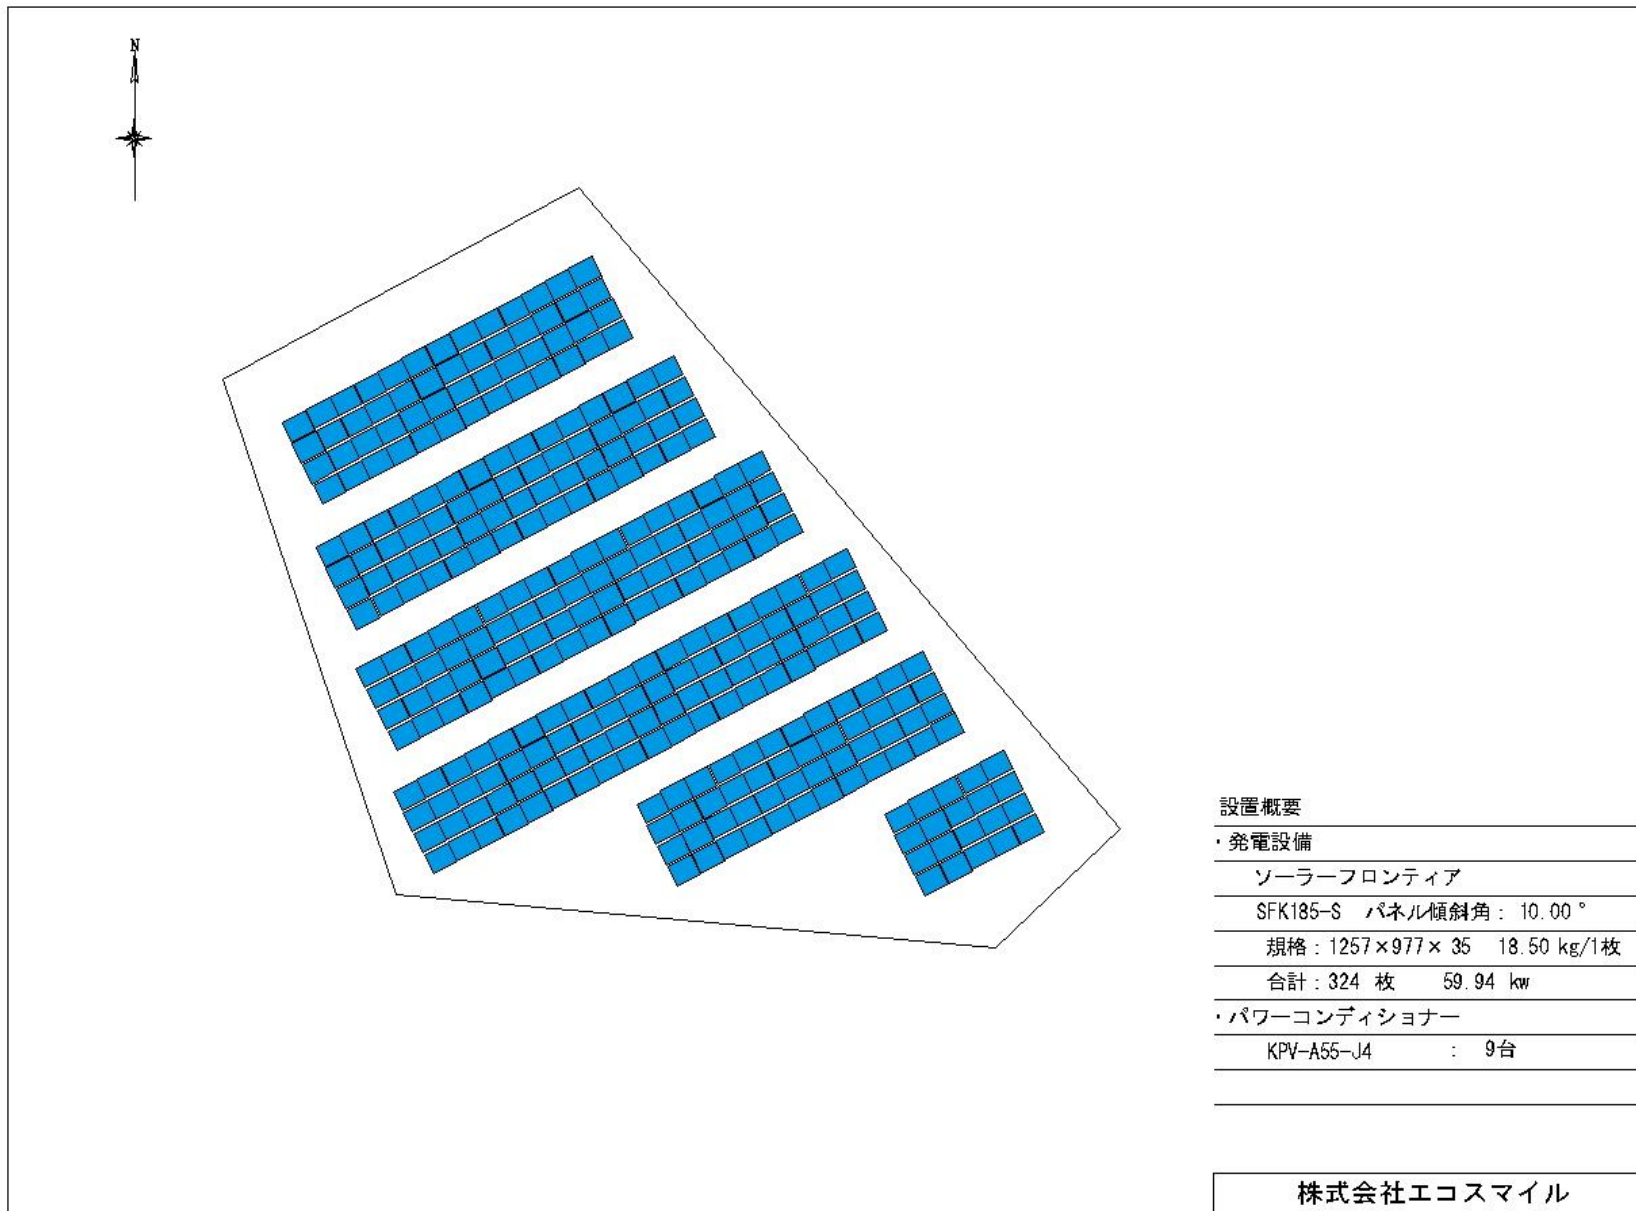 N
設置概要
・発電設備
ソーラーフロンティア
SFK185-S パネル傾斜角: 10.00°
規格:1257×977× 35 18.50 kg/1枚
合計:324 枚 59.94 kw
・パワーコンディショナー
KPV-A55-J4 : 9台
株式会社エコスマイル